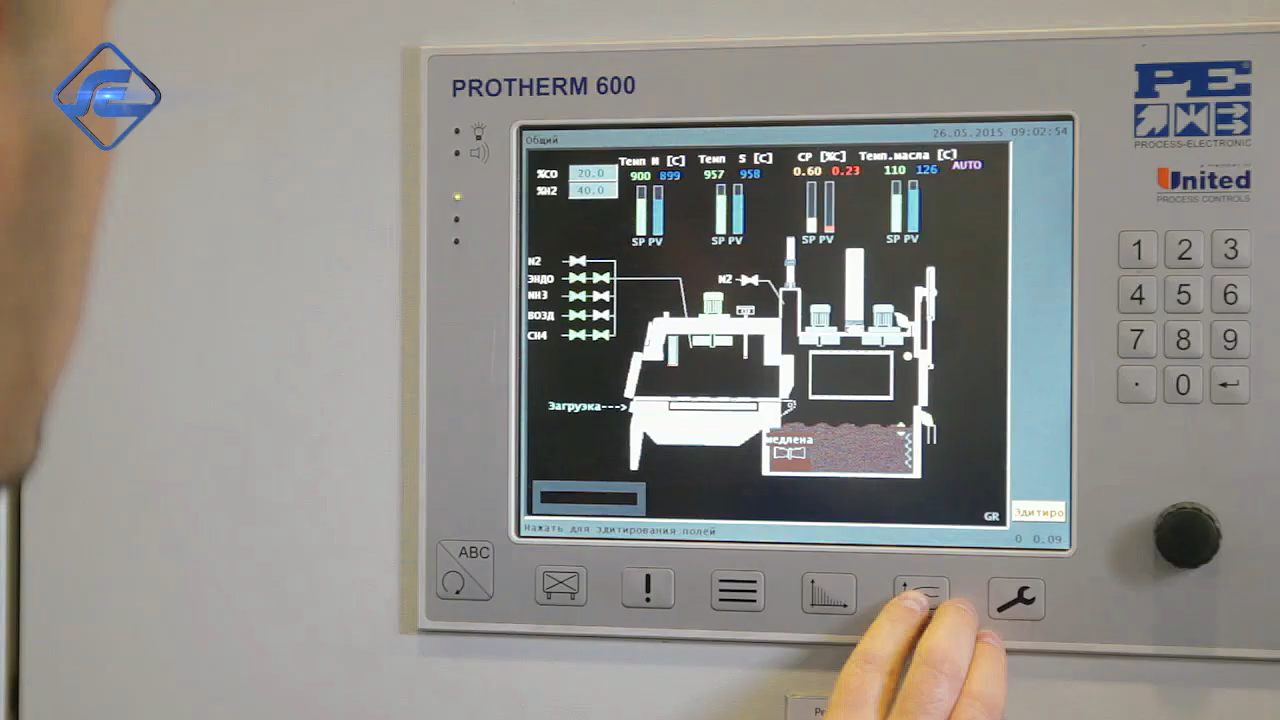 PROTHERM 600
PE
PROCESS-ELECTRONIC
United
PROCESS CONTROLS
Общий
26.05.2015 09:02:54
Темп И [C] Темп S [C] CP [%C] Темп.масла [C]
%CO 20.0 900 899 957 958 0.60 0.23 110 126 AUTO
%H2 40.0
SP PV SP PV SP PV SP PV
N2
ЭНДО
NH3
ВОЗД
CH4
N2
Загрузка--->
медлена
GR
Эдитиро
Нажать для эдитирования полей
0 0.09
1 2 3
4 5 6
7 8 9
. 0
ABC
!